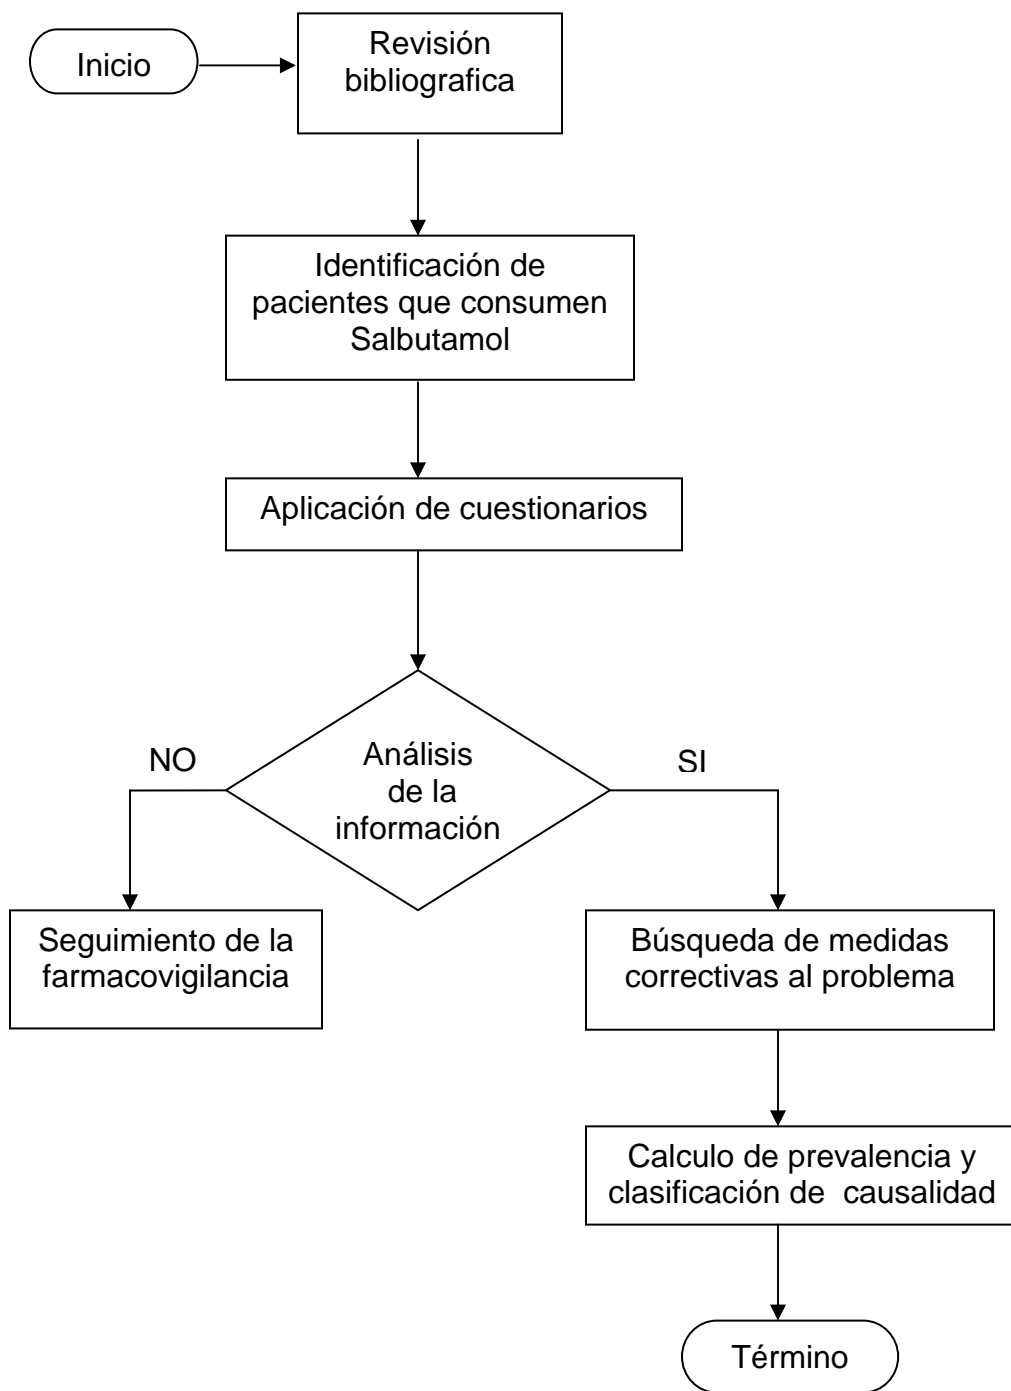 Inicio
Revisión
bibliografica
Identificación de
pacientes que consumen
Salbutamol
Aplicación de cuestionarios
Análisis
de la
información
NO
SI
Seguimiento de la
farmacovigilancia
Búsqueda de medidas
correctivas al problema
Calculo de prevalencia y
clasificación de causalidad
Término